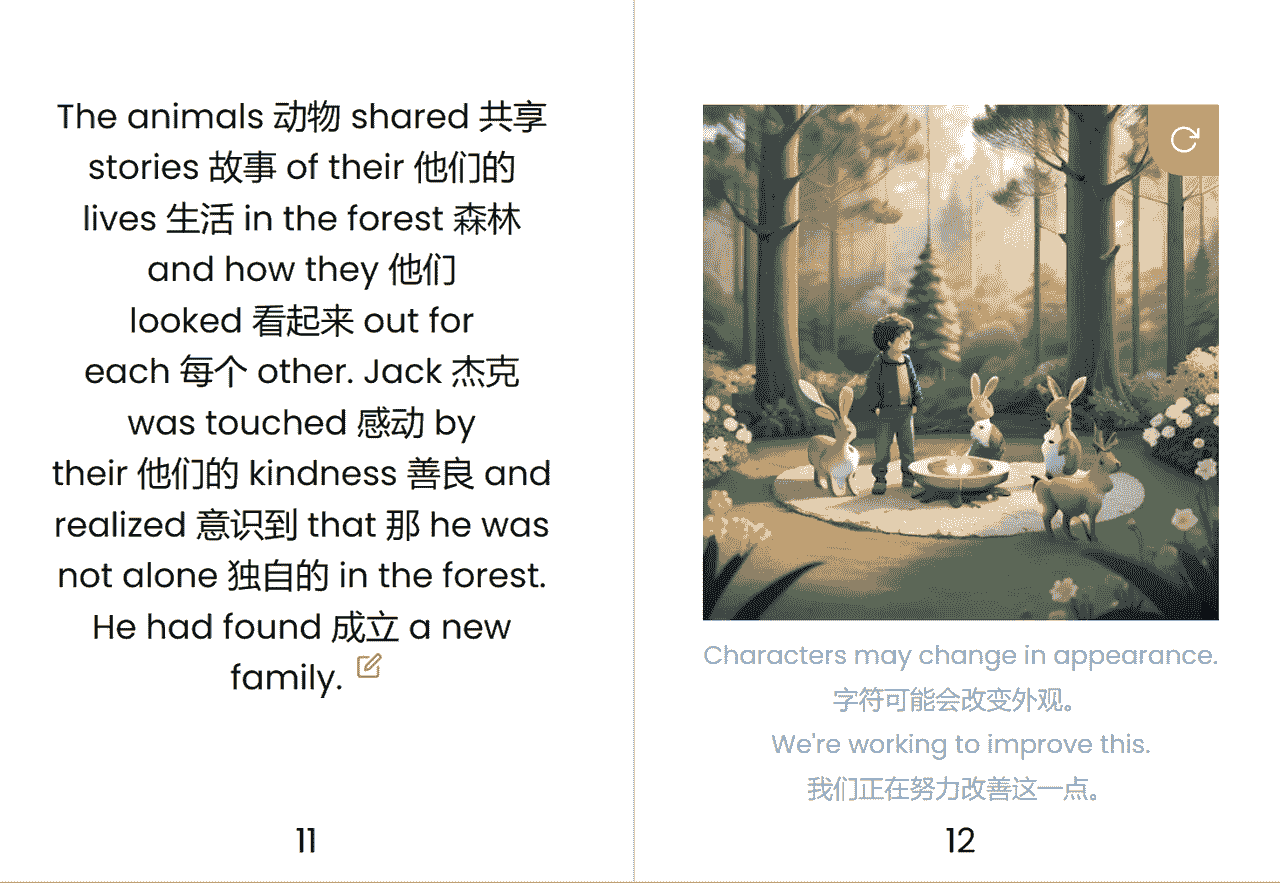 The animals 动物 shared 共享
stories 故事 of their 他们的
lives 生活 in the forest 森林
and how they 他们
looked 看起来 out for
each 每个 other. Jack 杰克
was touched 感动 by
their 他们的 kindness 善良 and
realized 意识到 that 那 he was
not alone 独自的 in the forest.
He had found 成立 a new
family.
11
Characters may change in appearance.
字符可能会改变外观。
We're working to improve this.
我们正在努力改善这一点。
12